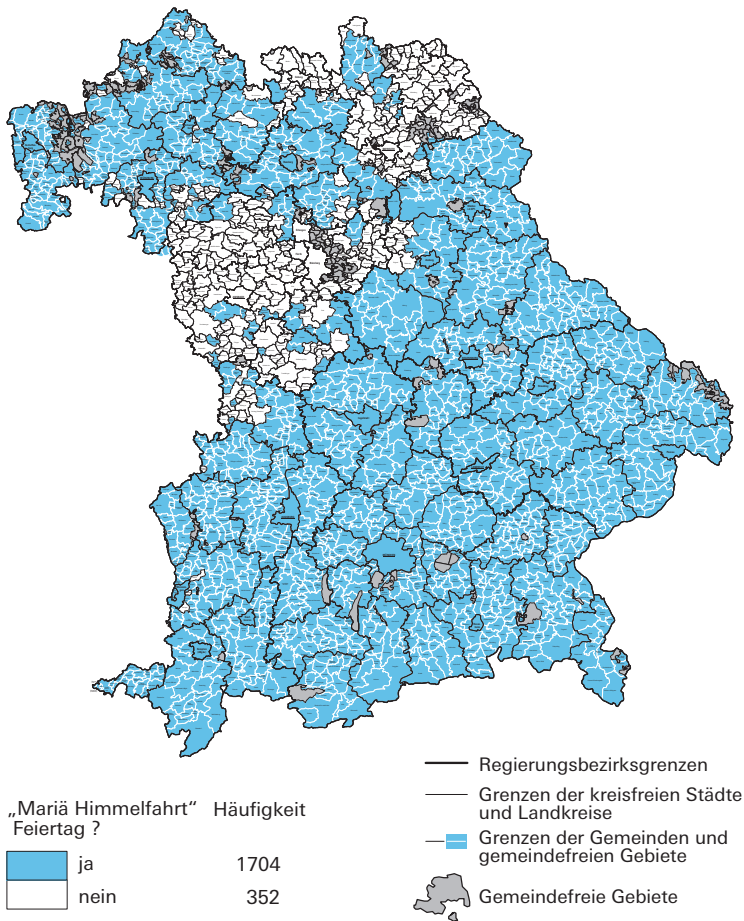 „Mariä Himmelfahrt“ Häufigkeit
Feiertag ?
ja 1704
nein 352
Regierungsbezirksgrenzen
Grenzen der kreisfreien Städte
und Landkreise
Grenzen der Gemeinden und
gemeindefreien Gebiete
Gemeindefreie Gebiete